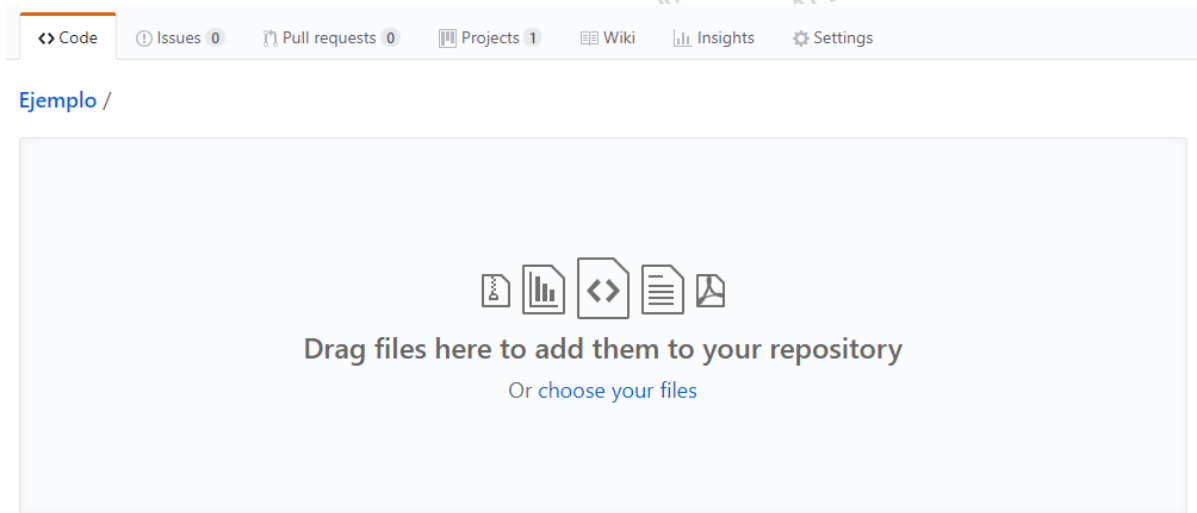 Code Issues 0 Pull requests 0 Projects 1 Wiki Insights Settings
Ejemplo /
Drag files here to add them to your repository
Or choose your files